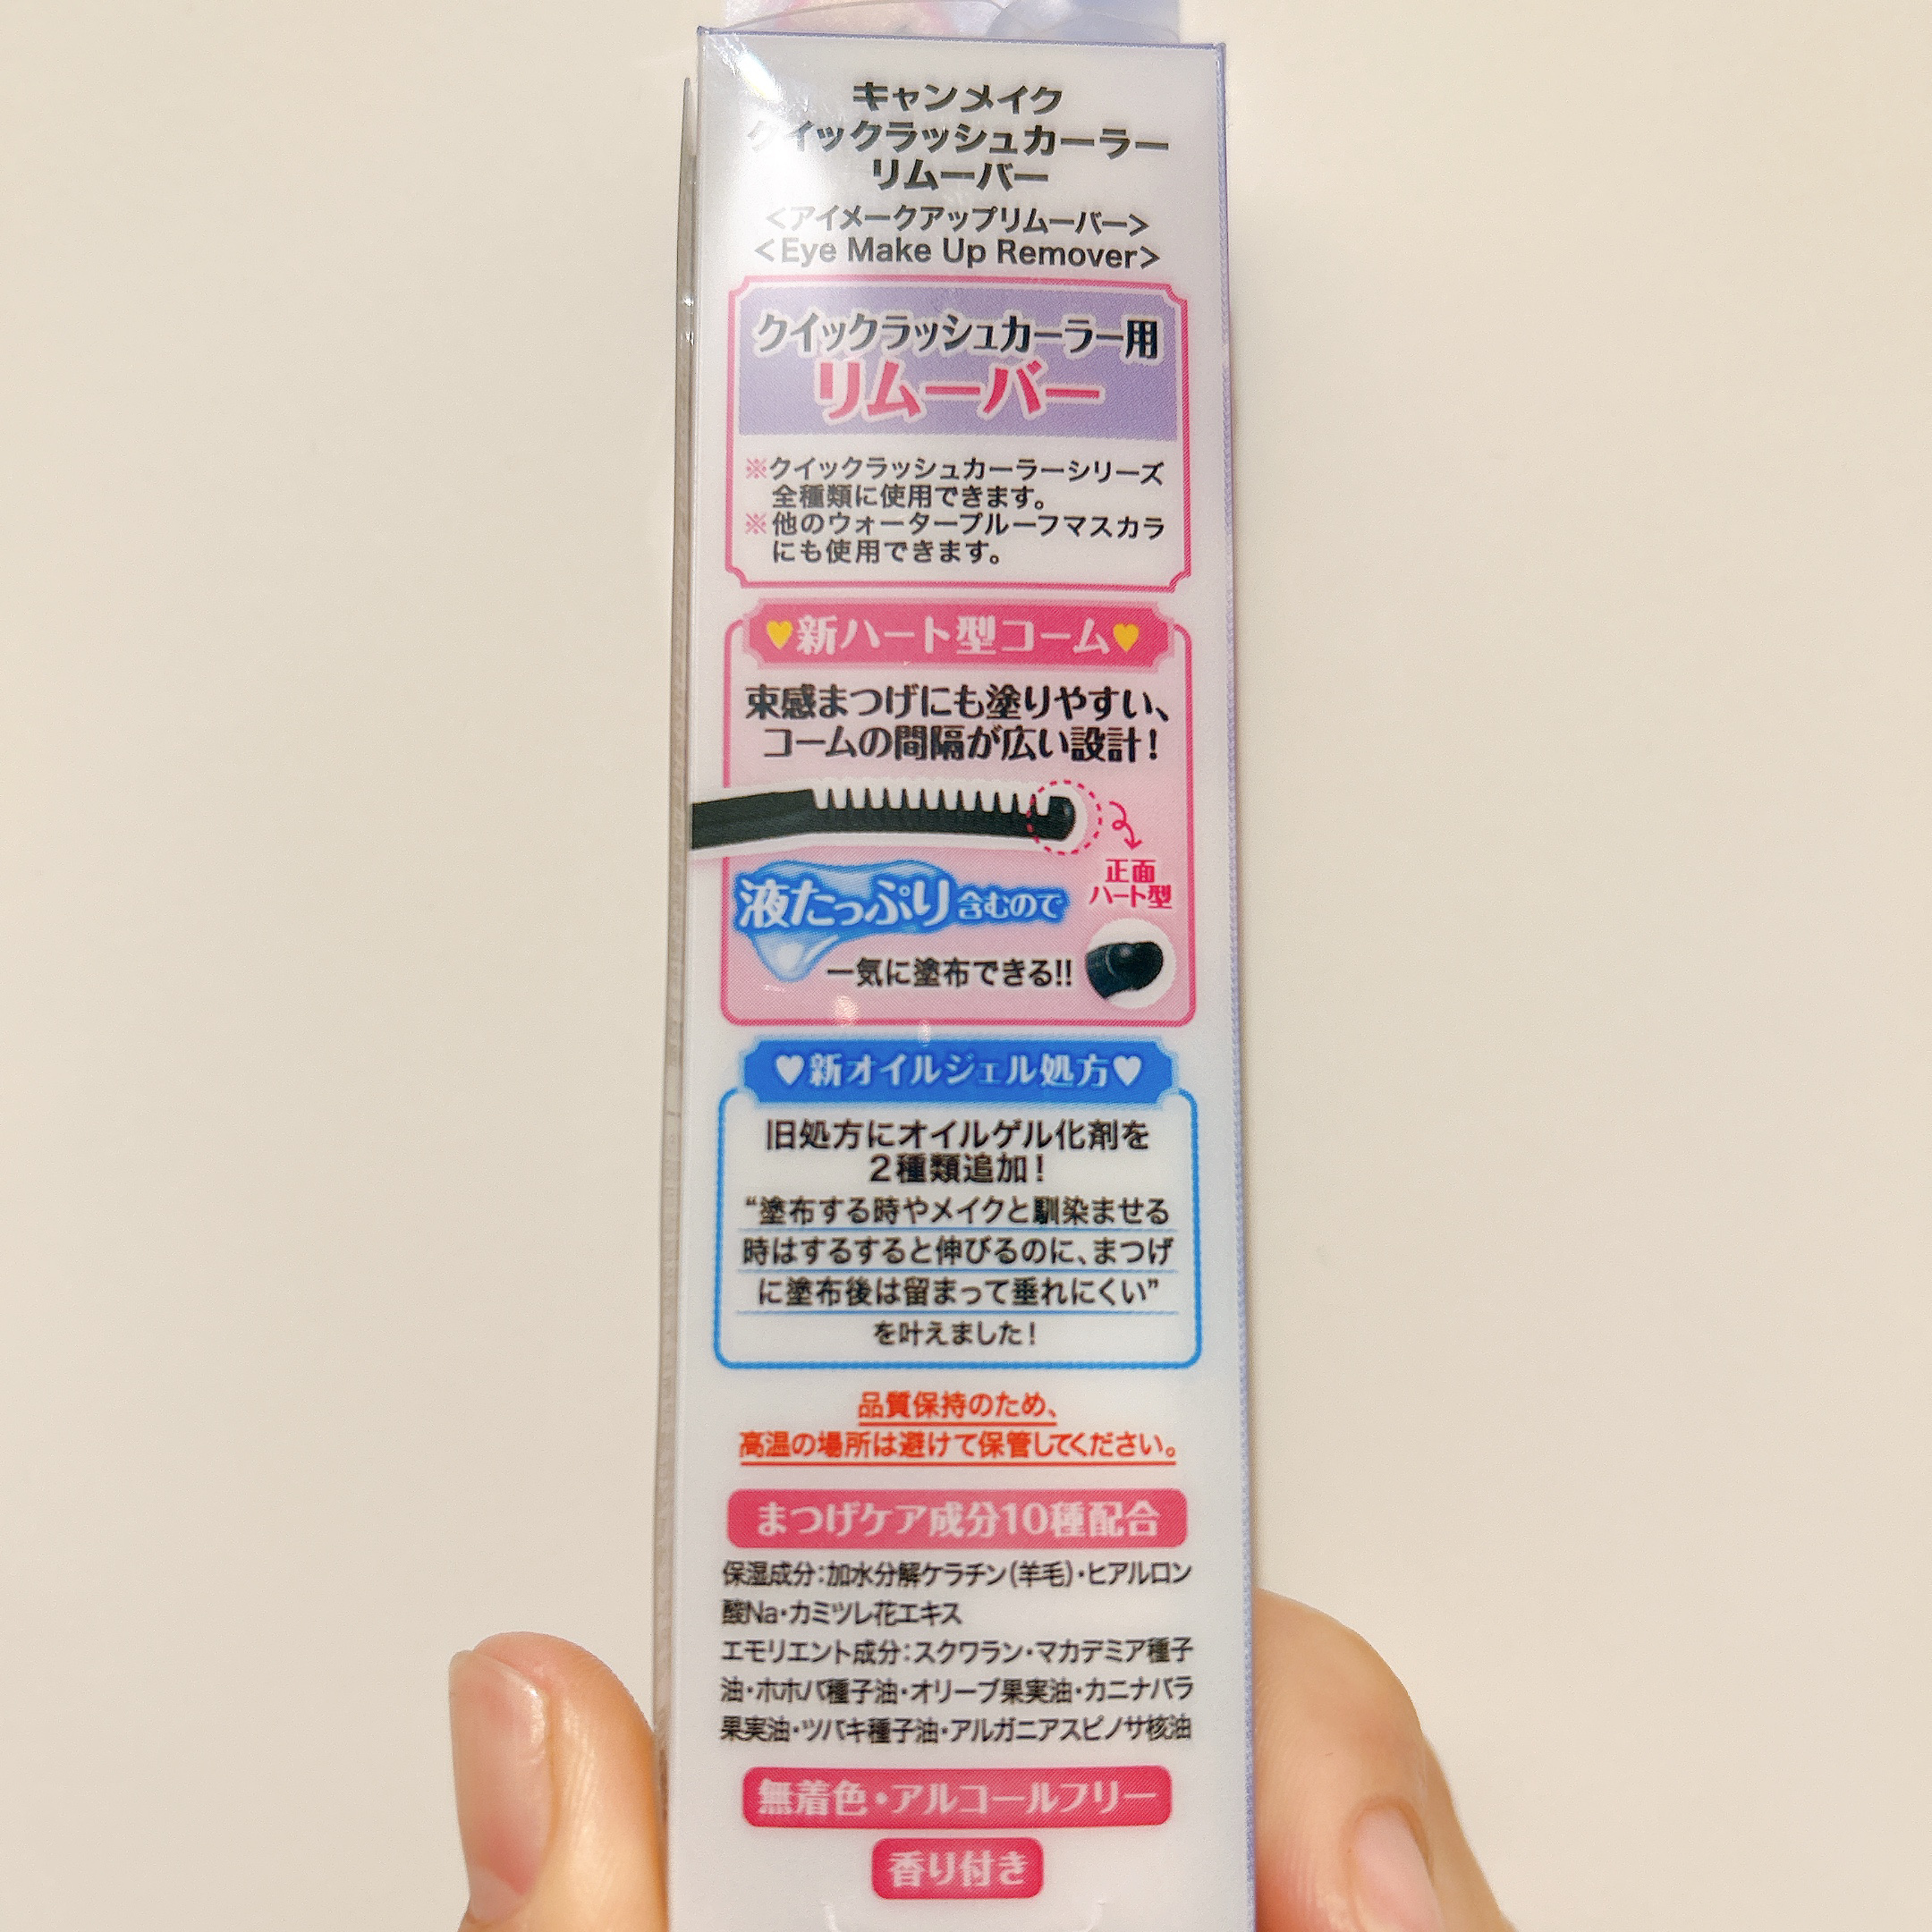 キャンメイク
クイックラッシュカーラー
リムーバー
<アイメークアップリムーバー>
<Eye Make Up Remover>
クイックラッシュカーラー用
リムーバー
※クイックラッシュカーラーシリーズ
全種類に使用できます。
※他のウォータープルーフマスカラ
にも使用できます。
♥新ハート型コーム♥
束感まつげにも塗りやすい、
コームの間隔が広い設計!
正面
ハート型
液たっぷり含むので
一気に塗布できる!!
♥新オイルジェル処方♥
旧処方にオイルゲル化剤を
2種類追加!
“塗布する時やメイクと馴染ませる
時はするすると伸びるのに、まつげ
に塗布後は留まって垂れにくい”
を叶えました!
品質保持のため、
高温の場所は避けて保管してください。
まつげケア成分10種配合
保湿成分:加水分解ケラチン(羊毛)・ヒアルロン
酸Na・カミツレ花エキス
エモリエント成分:スクワラン・マカデミア種子
油・ホホバ種子油・オリーブ果実油・カニナバラ
果実油・ツバキ種子油・アルガニアスピノサ核油
無着色・アルコールフリー
香り付き